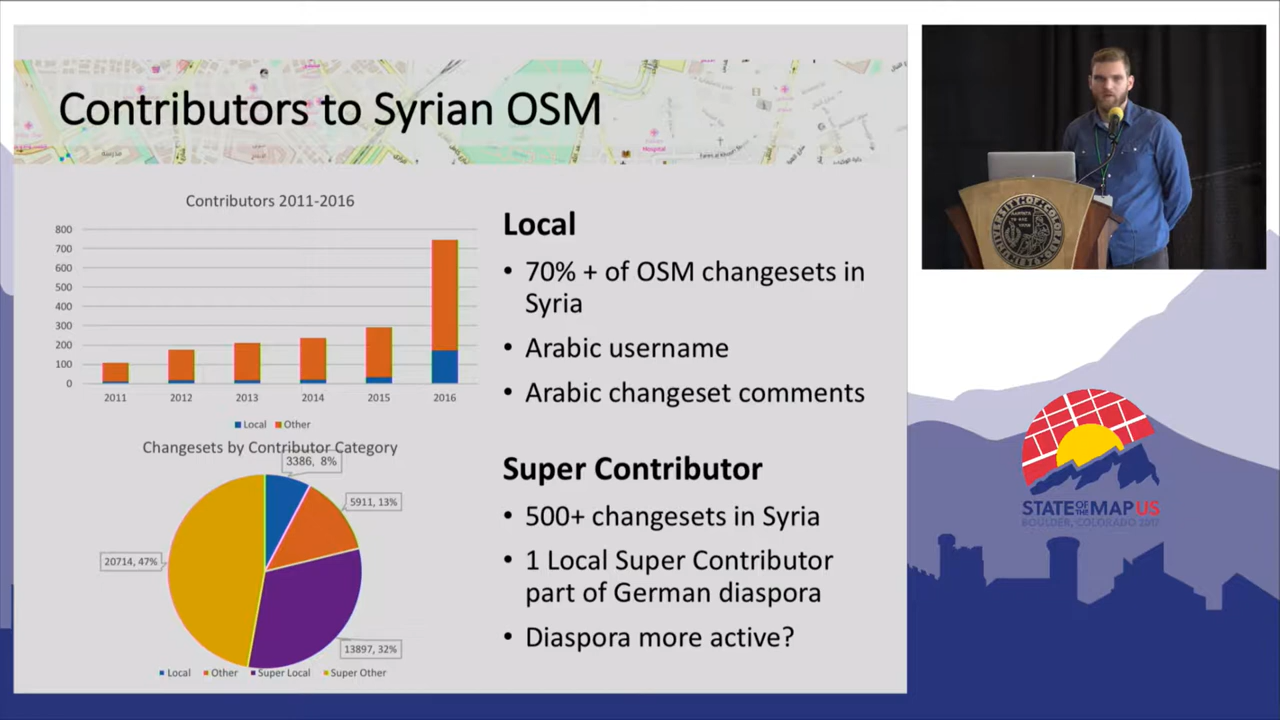 Contributors to Syrian OSM
Contributors 2011-2016
800
700
600
500
400
300
200
100
0
2011 2012 2013 2014 2015 2016
Local Other
Changesets by Contributor Category
3386, 8%
5911, 13%
20714, 47%
13897, 32%
Local Other Super Local Super Other
Local
• 70% + of OSM changesets in
Syria
• Arabic username
• Arabic changeset comments
Super Contributor
• 500+ changesets in Syria
• 1 Local Super Contributor
part of German diaspora
• Diaspora more active?
UNIVERSITY OF COLORADO
STATE OF THE MAP US
BOULDER, COLORADO 2017